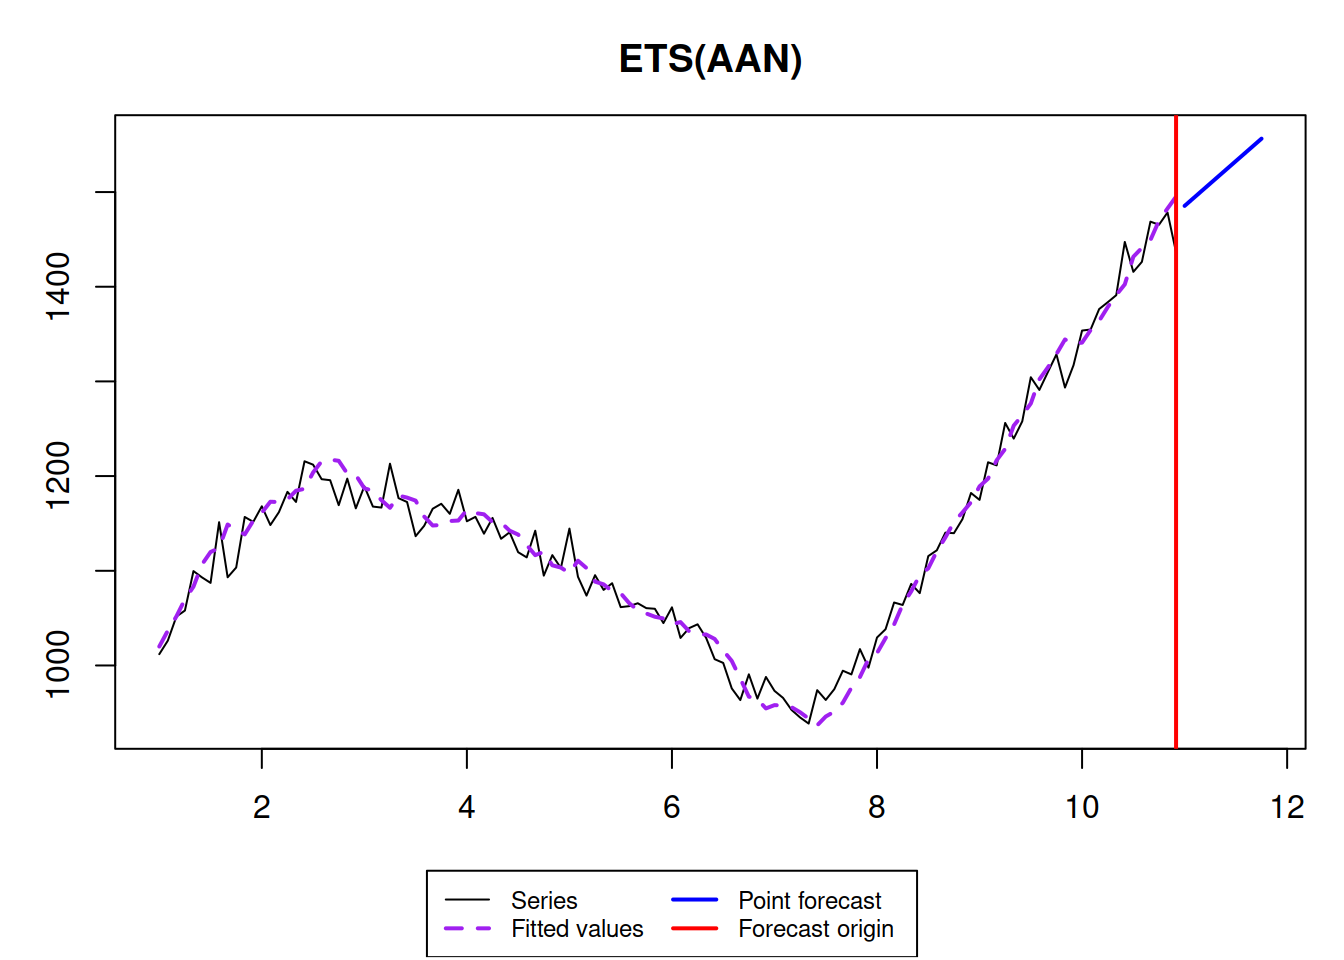 ETS(AAN)
1400
1200
1000
2 4 6 8 10 12
Series Point forecast
Fitted values Forecast origin